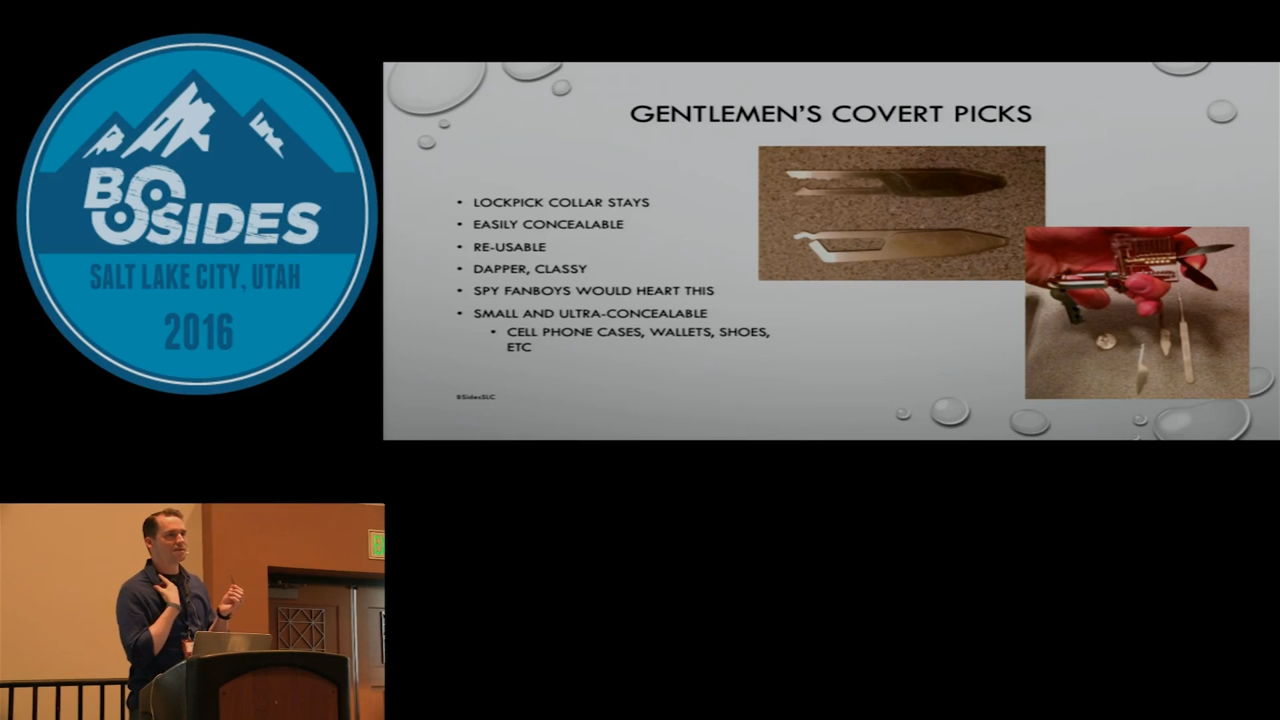 BSIDES
SALT LAKE CITY, UTAH
2016
GENTLEMEN'S COVERT PICKS
• LOCKPICK COLLAR STAYS
• EASILY CONCEALABLE
• RE-USABLE
• DAPPER, CLASSY
• SPY FANBOYS WOULD HEART THIS
• SMALL AND ULTRA-CONCEALABLE
• CELL PHONE CASES, WALLETS, SHOES,
ETC
BSidesSLC